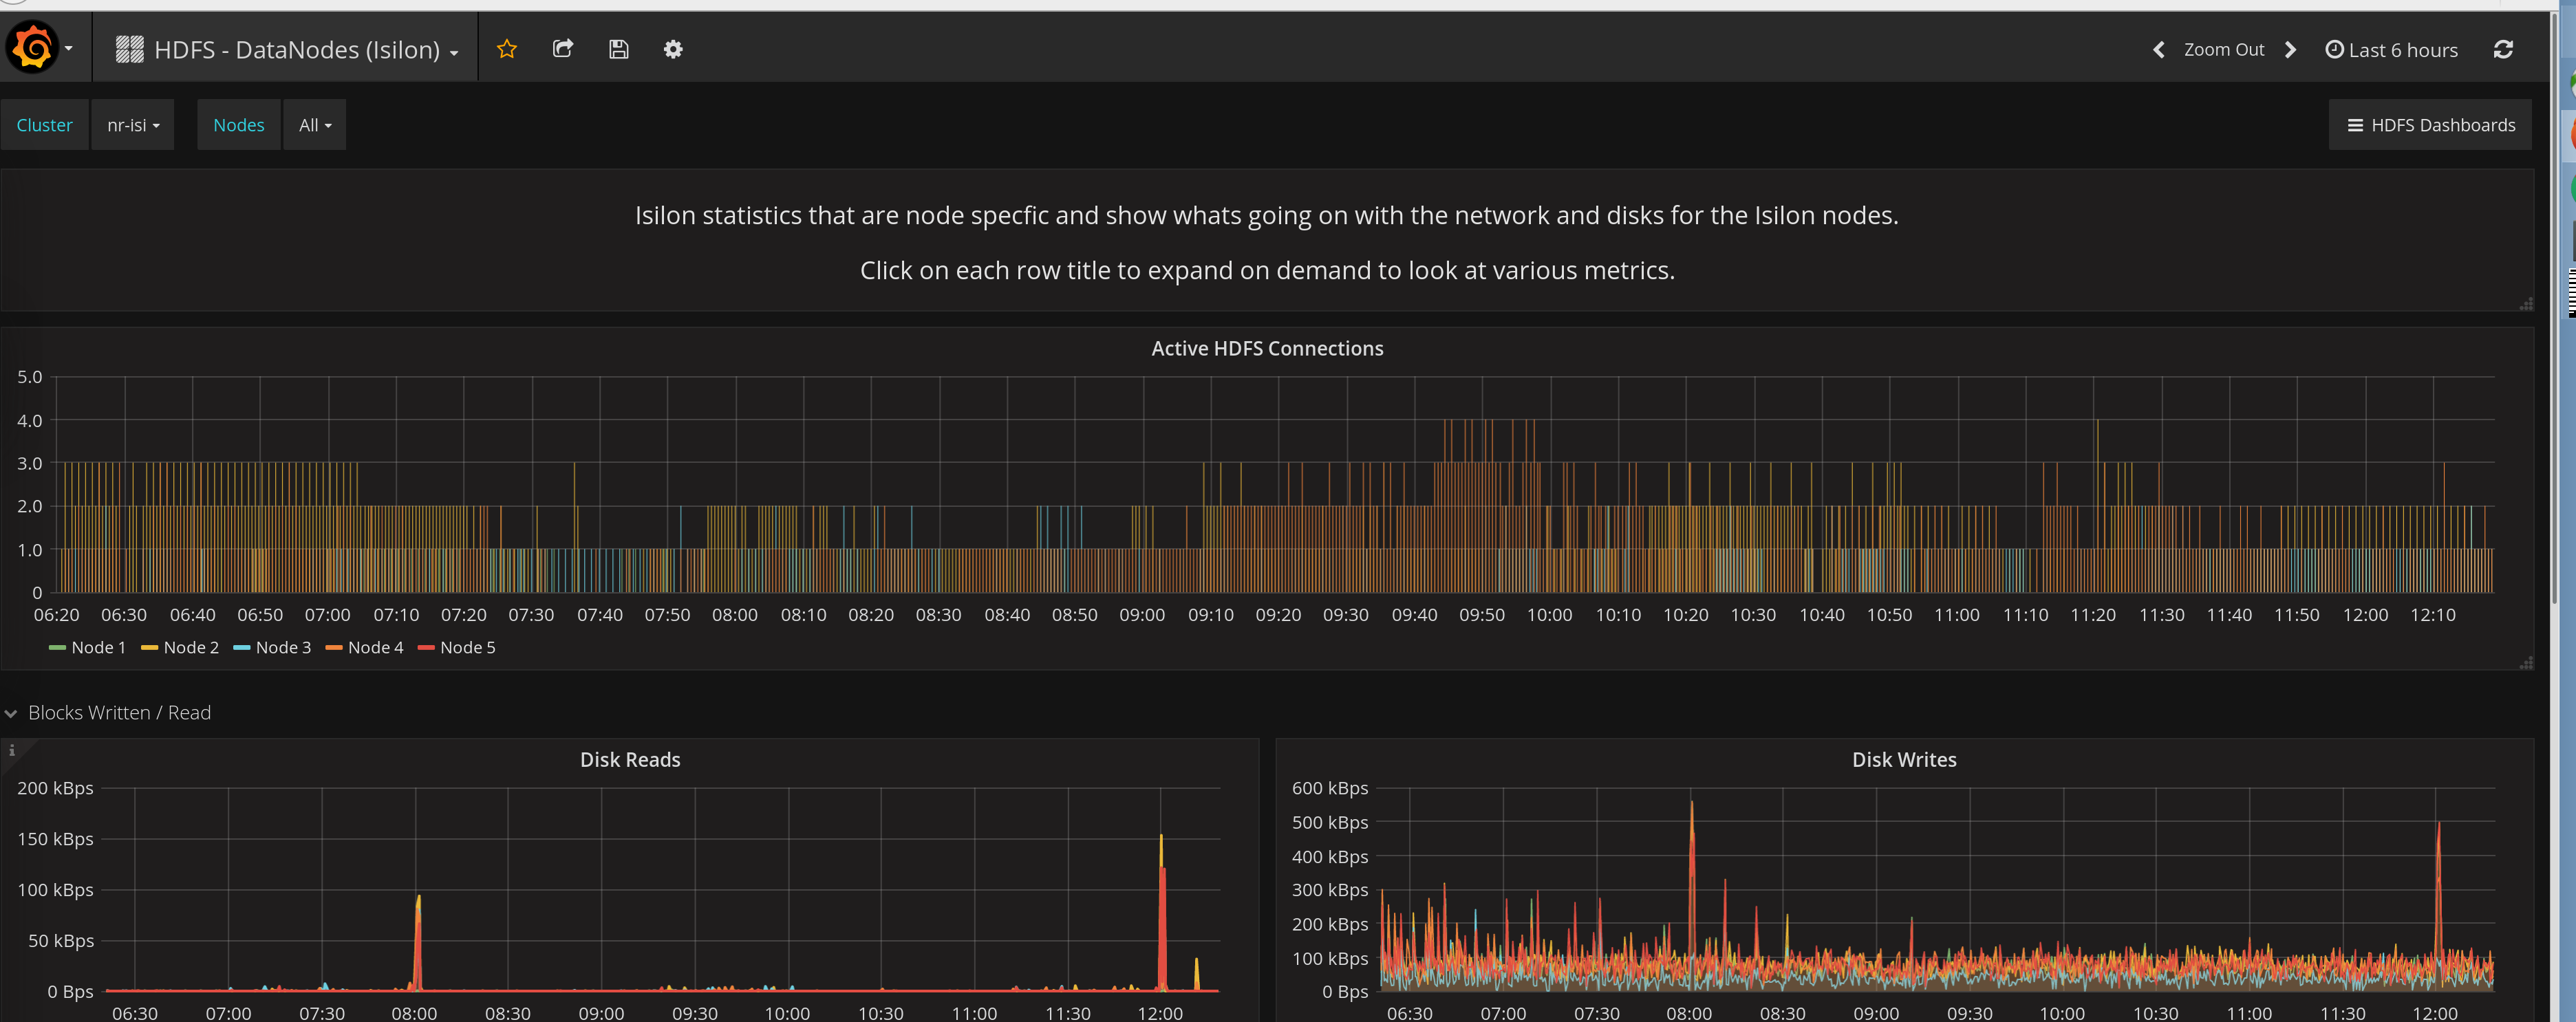 HDFS - DataNodes (Isilon)
Zoom Out
Last 6 hours
Cluster nr-isi Nodes All
HDFS Dashboards
Isilon statistics that are node specfic and show whats going on with the network and disks for the Isilon nodes.
Click on each row title to expand on demand to look at various metrics.
Active HDFS Connections
5.0
4.0
3.0
2.0
1.0
0
06:20 06:30 06:40 06:50 07:00 07:10 07:20 07:30 07:40 07:50 08:00 08:10 08:20 08:30 08:40 08:50 09:00 09:10 09:20 09:30 09:40 09:50 10:00 10:10 10:20 10:30 10:40 10:50 11:00 11:10 11:20 11:30 11:40 11:50 12:00 12:10
Node 1 Node 2 Node 3 Node 4 Node 5
Blocks Written / Read
i
Disk Reads
200 kBps
150 kBps
100 kBps
50 kBps
0 Bps
06:30 07:00 07:30 08:00 08:30 09:00 09:30 10:00 10:30 11:00 11:30 12:00
Disk Writes
600 kBps
500 kBps
400 kBps
300 kBps
200 kBps
100 kBps
0 Bps
06:30 07:00 07:30 08:00 08:30 09:00 09:30 10:00 10:30 11:00 11:30 12:00